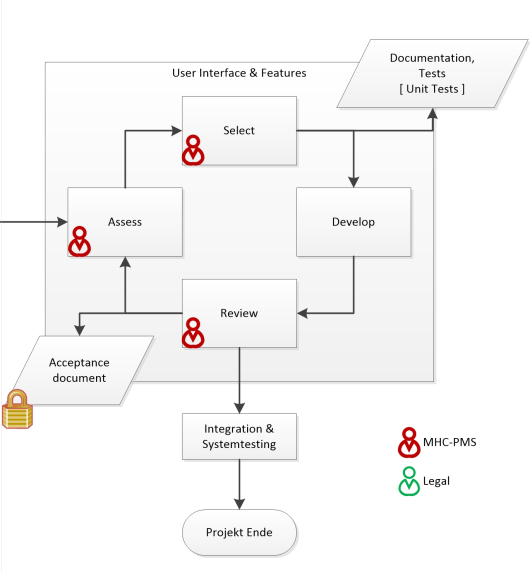 Documentation,
Tests
[ Unit Tests ]
User Interface & Features
Select
Assess
Develop
Review
Acceptance
document
Integration &
Systemtesting
MHC-PMS
Legal
Projekt Ende